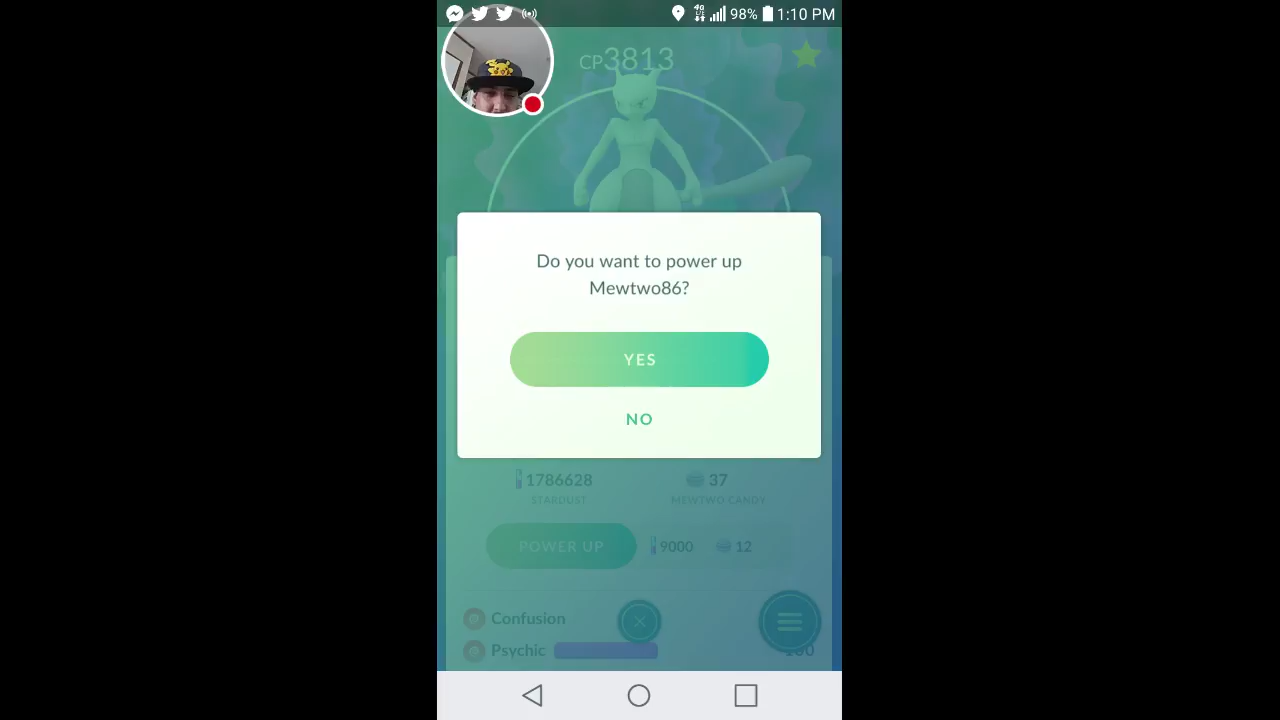 4G
98%
1:10 PM
CP3813
Do you want to power up
Mewtwo86?
YES
NO
1786628
37
STARDUST
MEWTWO CANDY
POWER UP
9000
12
Confusion
Psychic